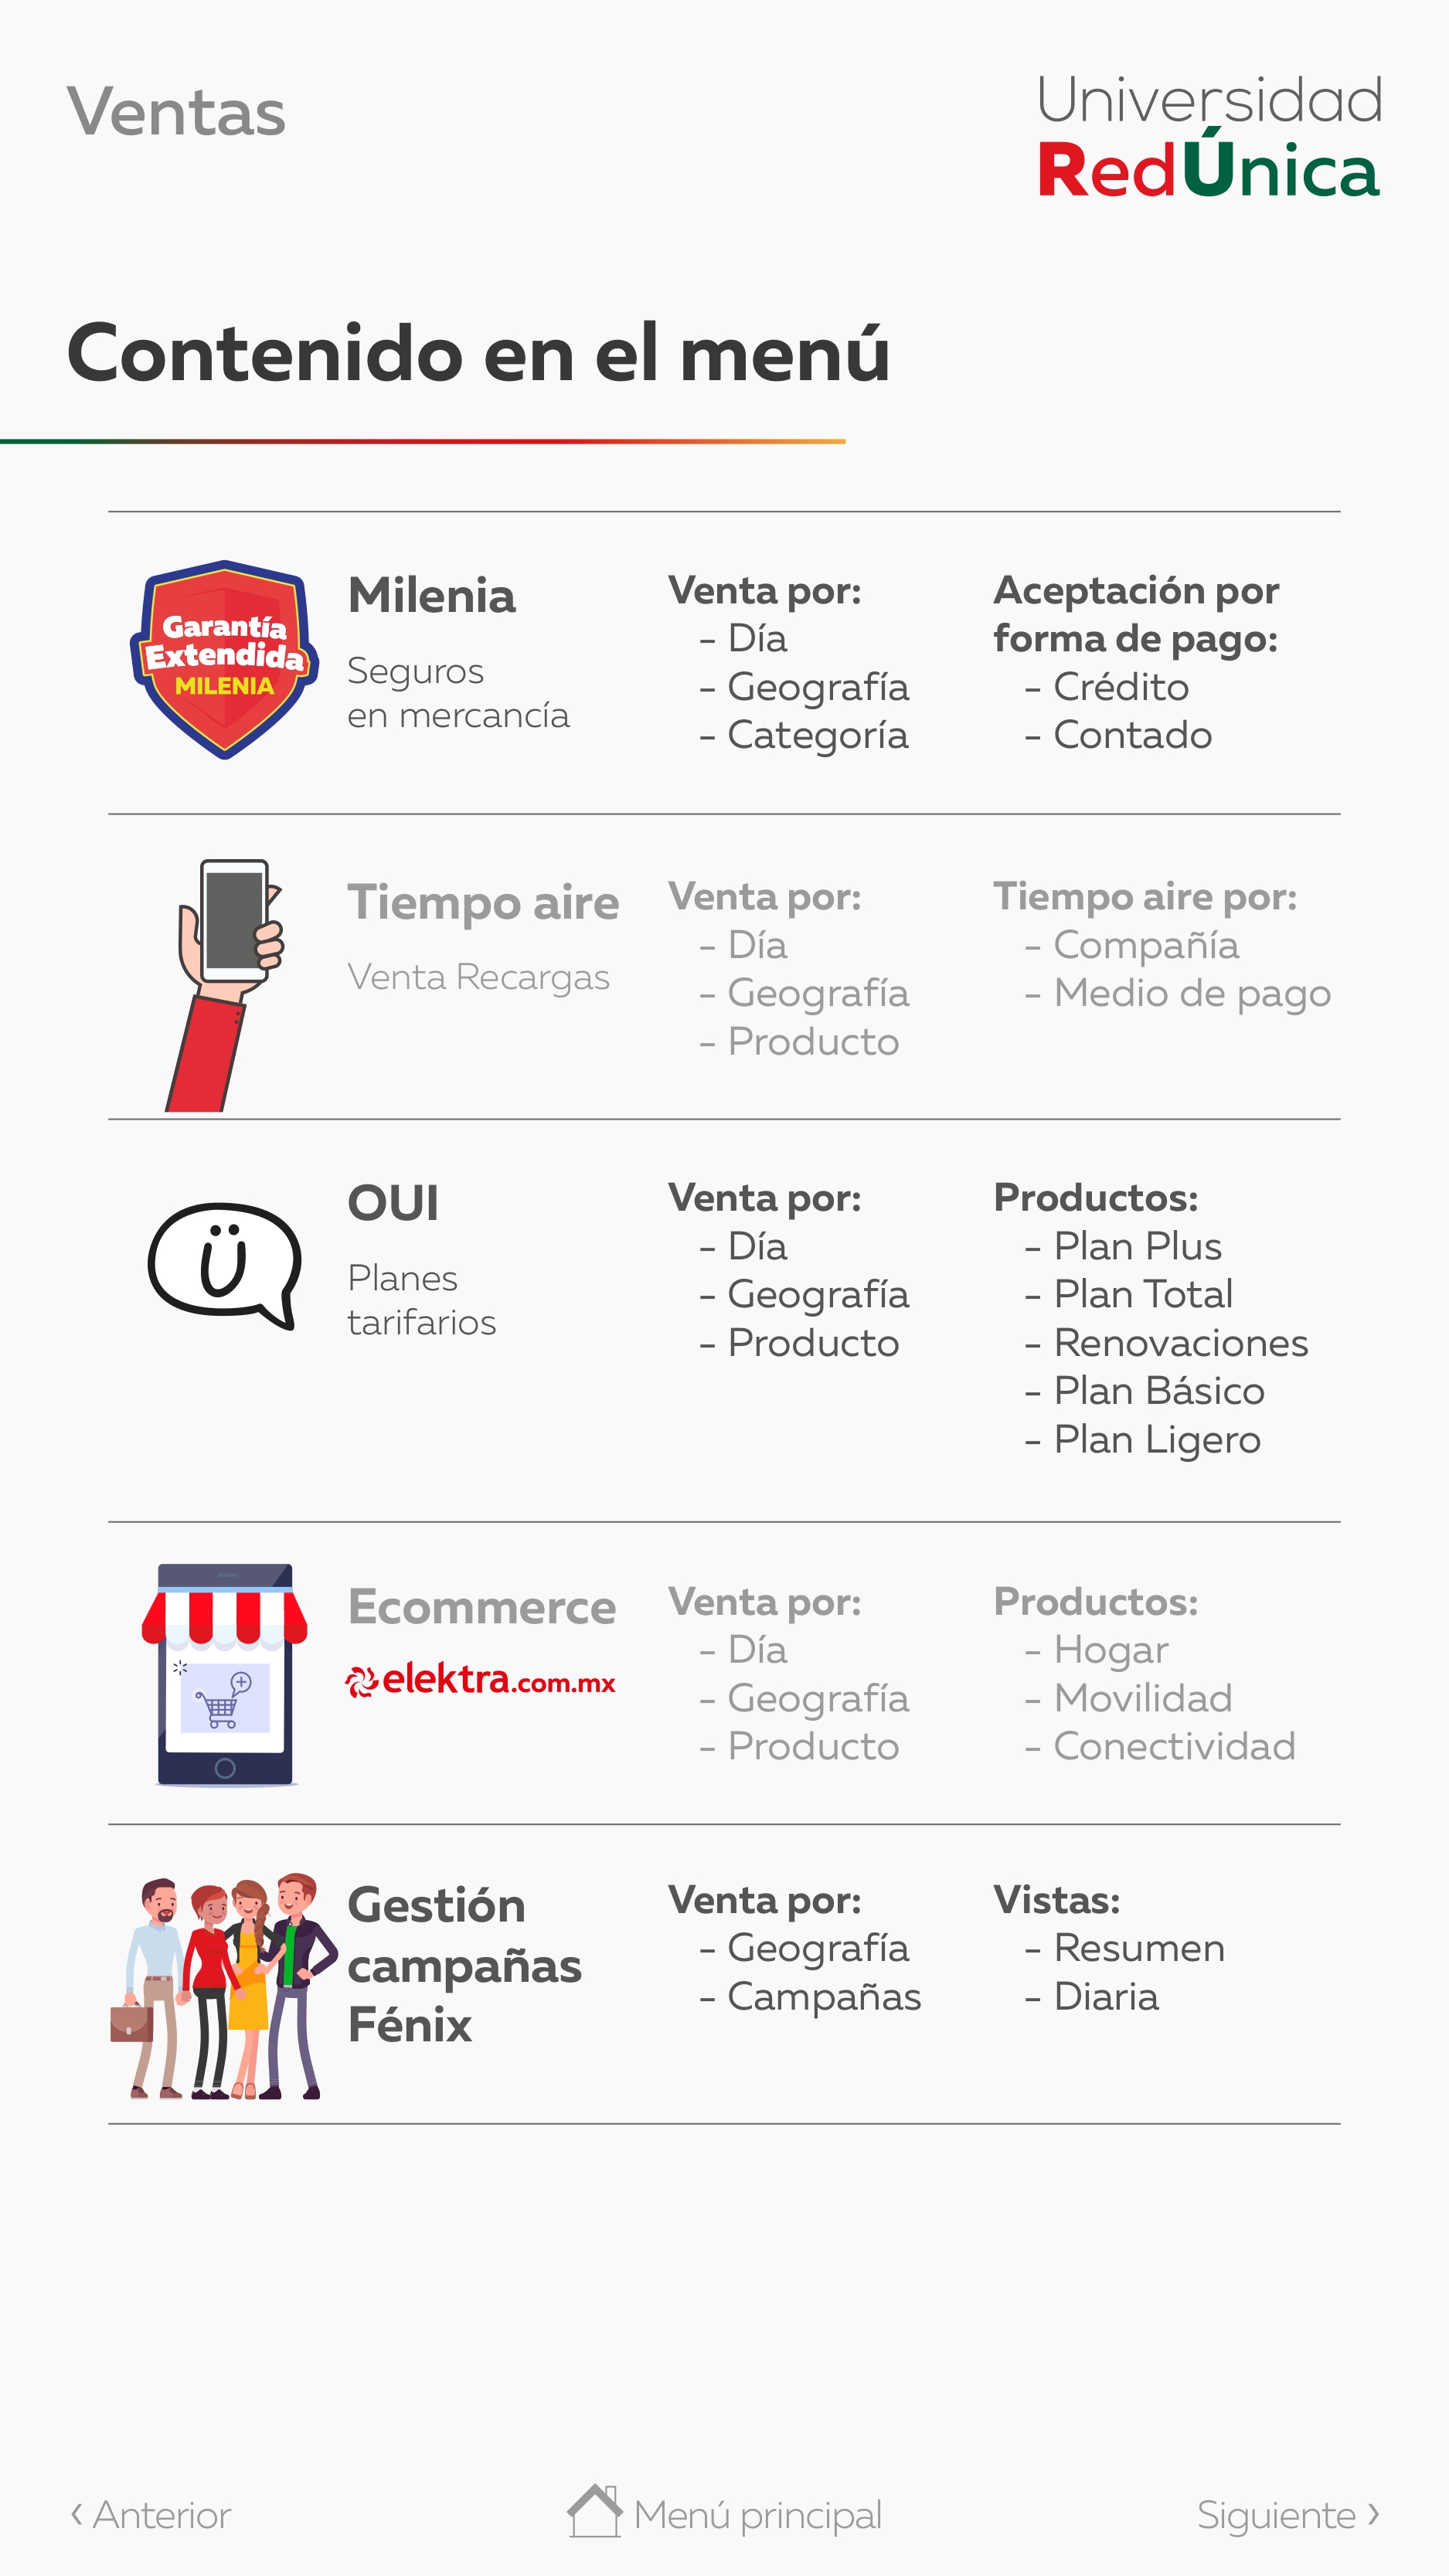 Ventas
Universidad
RedÚnica
Contenido en el menú
Garantía
Extendida
MILENIA
Milenia
Seguros
en mercancía
Venta por:
- Día
- Geografía
- Categoría
Aceptación por
forma de pago:
- Crédito
- Contado
Tiempo aire
Venta Recargas
Venta por:
- Día
- Geografía
- Producto
Tiempo aire por:
- Compañía
- Medio de pago
Ü
OUI
Planes
tarifarios
Venta por:
- Día
- Geografía
- Producto
Productos:
- Plan Plus
- Plan Total
- Renovaciones
- Plan Básico
- Plan Ligero
Ecommerce
elektra.com.mx
Venta por:
- Día
- Geografía
- Producto
Productos:
- Hogar
- Movilidad
- Conectividad
Gestión
campañas
Fénix
Venta por:
- Geografía
- Campañas
Vistas:
- Resumen
- Diaria
‹ Anterior
Menú principal
Siguiente ›